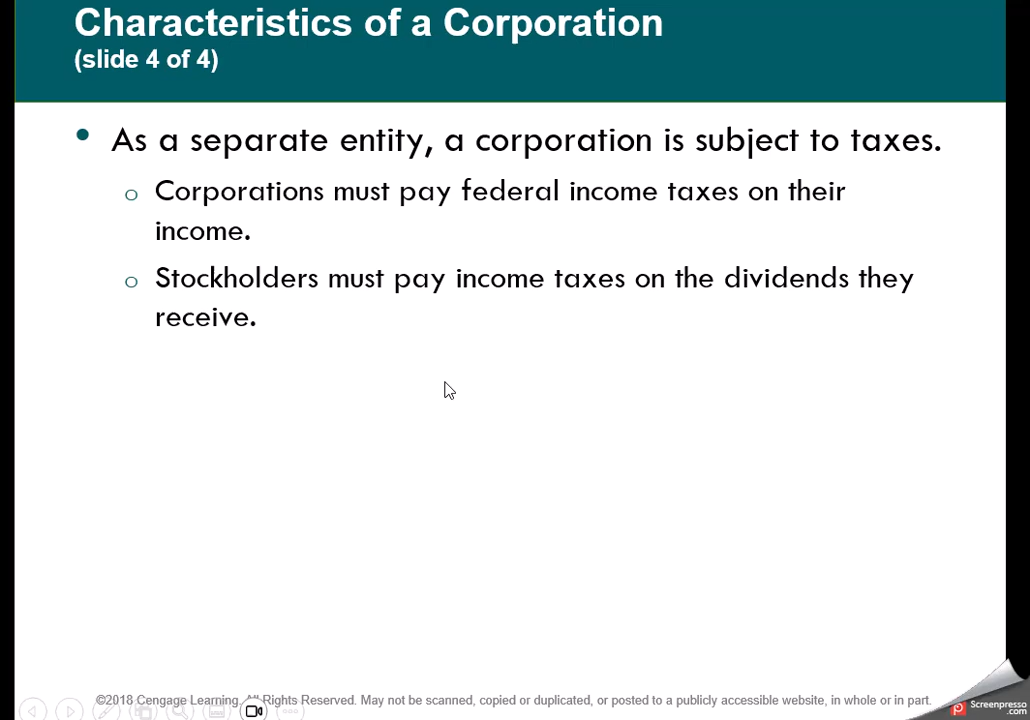 Characteristics of a Corporation
(slide 4 of 4)
• As a separate entity, a corporation is subject to taxes.
o Corporations must pay federal income taxes on their
income.
o Stockholders must pay income taxes on the dividends they
receive.
©2018 Cengage Learning. All Rights Reserved. May not be scanned, copied or duplicated, or posted to a publicly accessible website, in whole or in part.
Screenpresso
.com